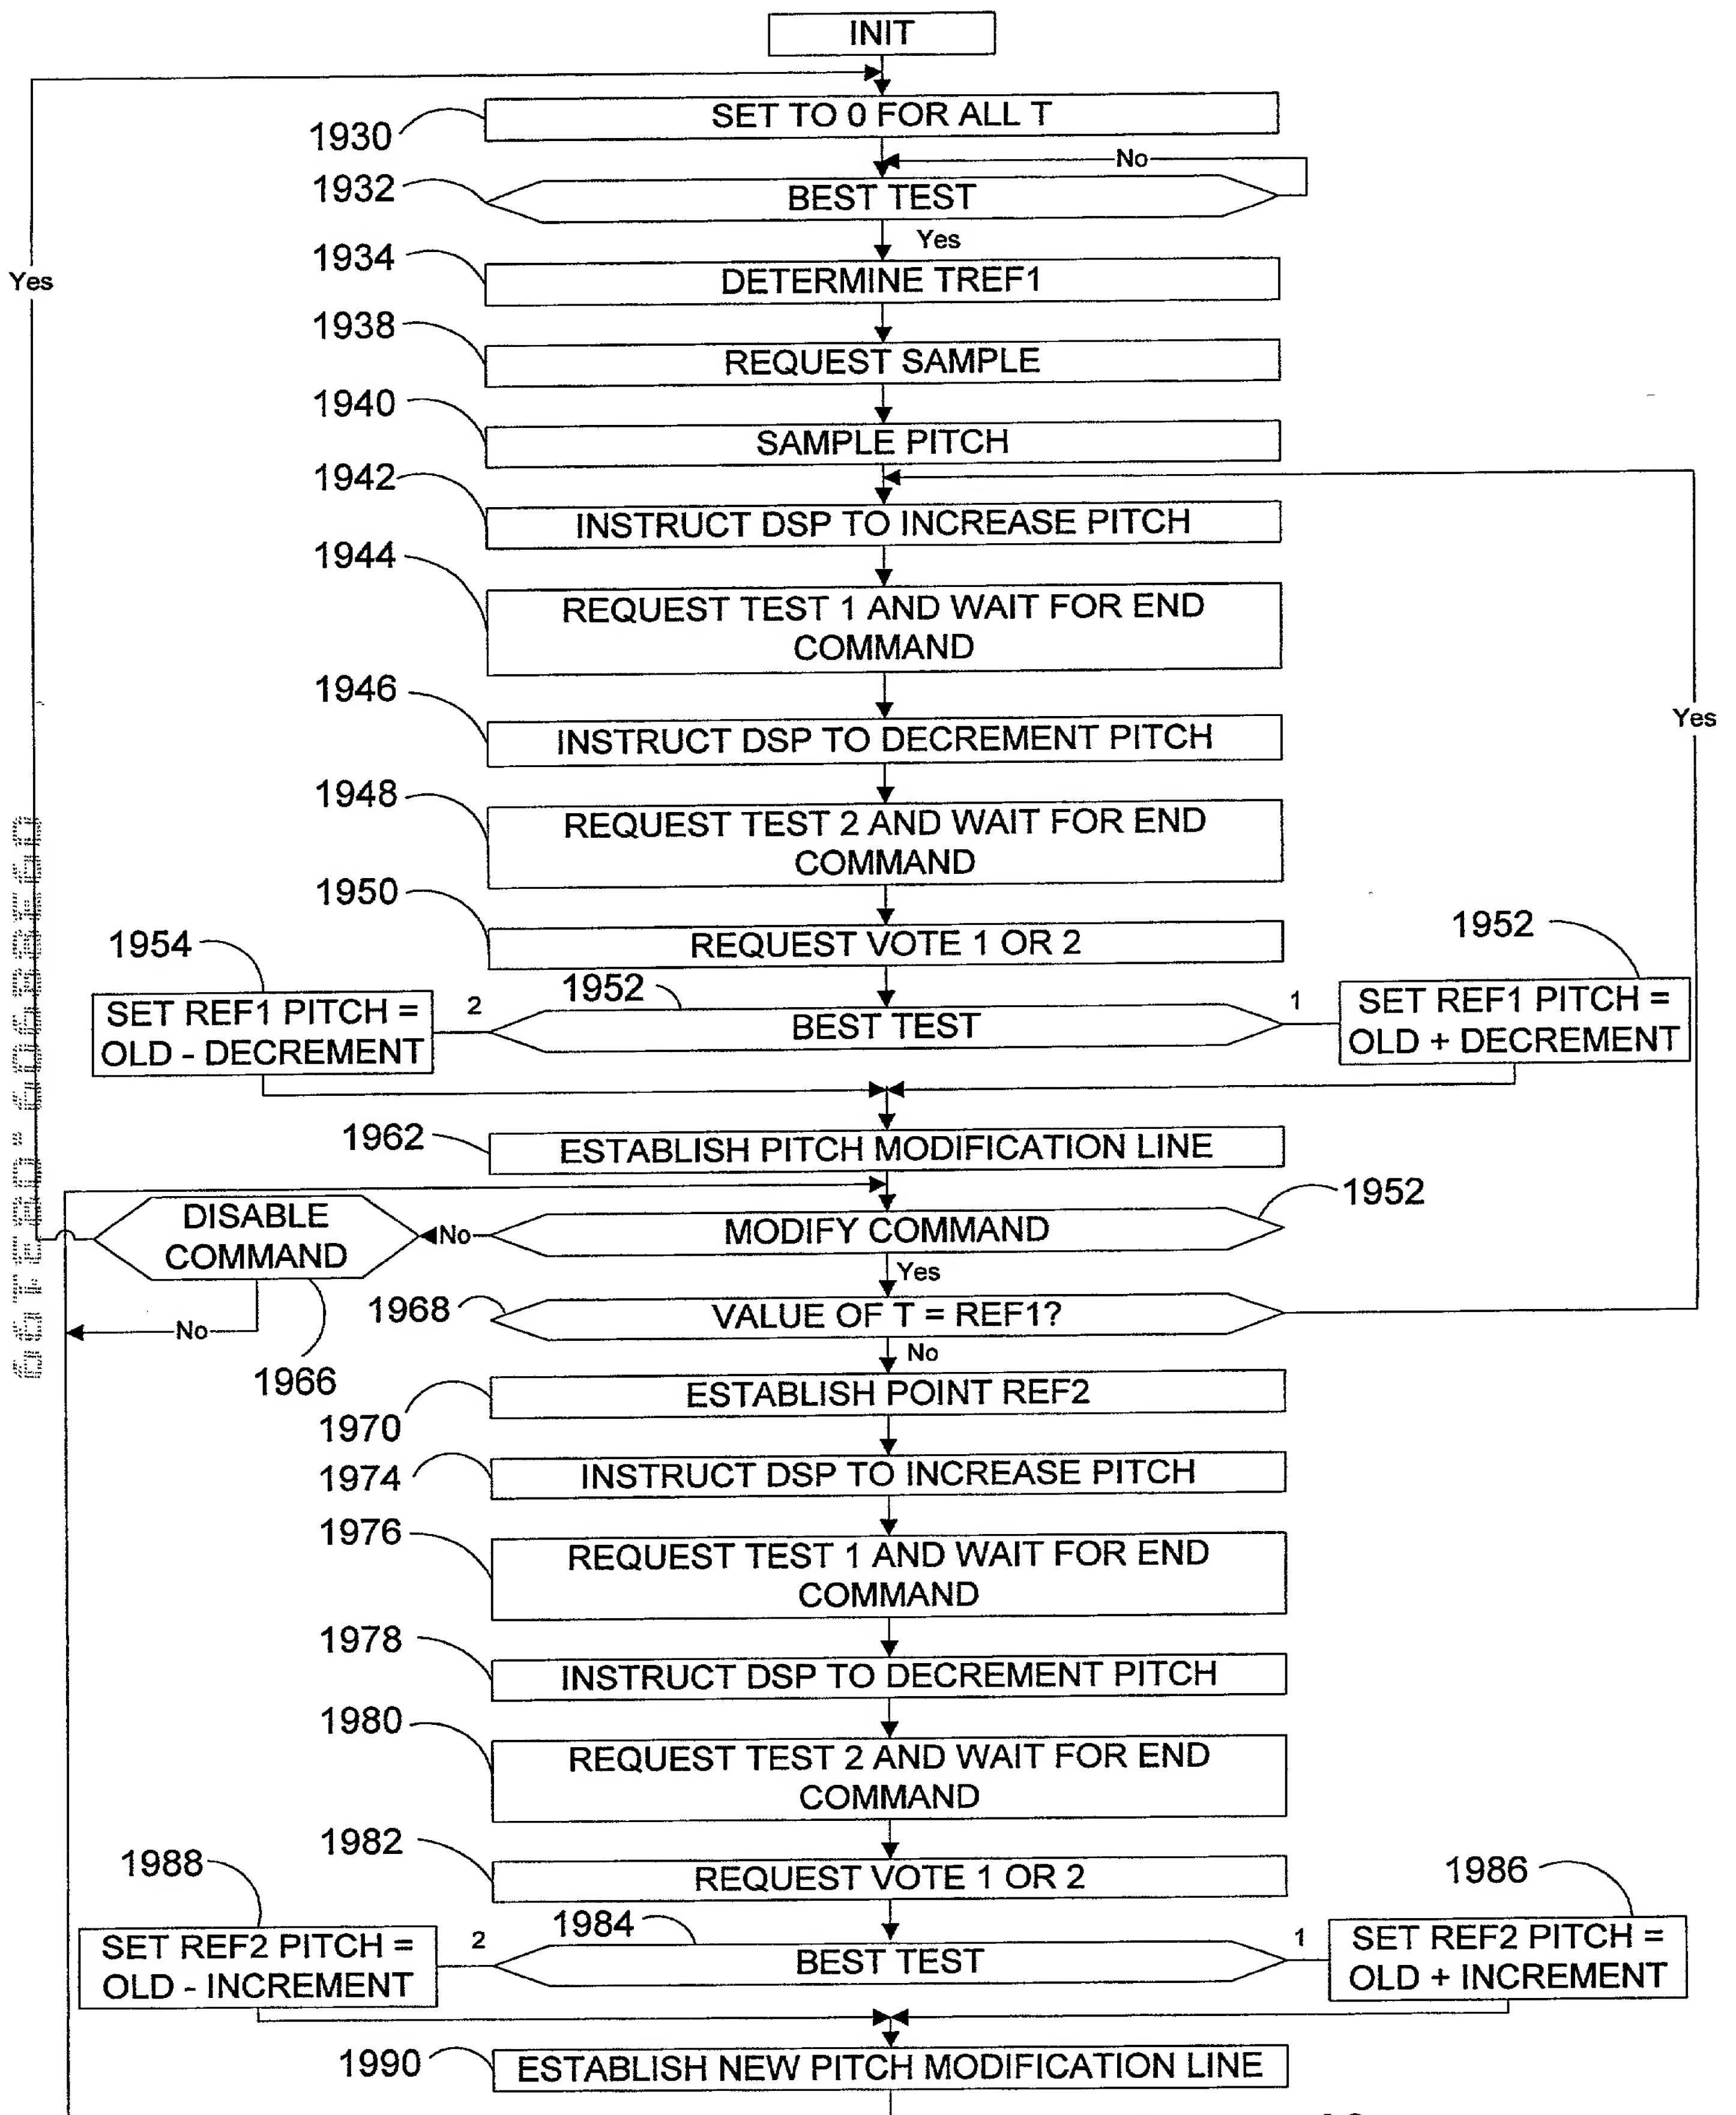 INIT
SET TO 0 FOR ALL T
1930
No
1932
BEST TEST
Yes
1934
Yes
DETERMINE TREF1
1938
REQUEST SAMPLE
1940
SAMPLE PITCH
1942
INSTRUCT DSP TO INCREASE PITCH
1944
REQUEST TEST 1 AND WAIT FOR END
COMMAND
1946
Yes
INSTRUCT DSP TO DECREMENT PITCH
1948
REQUEST TEST 2 AND WAIT FOR END
COMMAND
1950
REQUEST VOTE 1 OR 2
1954
1952
1952
SET REF1 PITCH =
OLD - DECREMENT
2
BEST TEST
1
SET REF1 PITCH =
OLD + DECREMENT
1962
ESTABLISH PITCH MODIFICATION LINE
1952
DISABLE
COMMAND
No
MODIFY COMMAND
Yes
1968
VALUE OF T = REF1?
No
No
1966
ESTABLISH POINT REF2
1970
INSTRUCT DSP TO INCREASE PITCH
1974
1976
REQUEST TEST 1 AND WAIT FOR END
COMMAND
1978
INSTRUCT DSP TO DECREMENT PITCH
1980
REQUEST TEST 2 AND WAIT FOR END
COMMAND
1982
REQUEST VOTE 1 OR 2
1988
1984
1986
SET REF2 PITCH =
OLD - INCREMENT
2
BEST TEST
1
SET REF2 PITCH =
OLD + INCREMENT
1990
ESTABLISH NEW PITCH MODIFICATION LINE